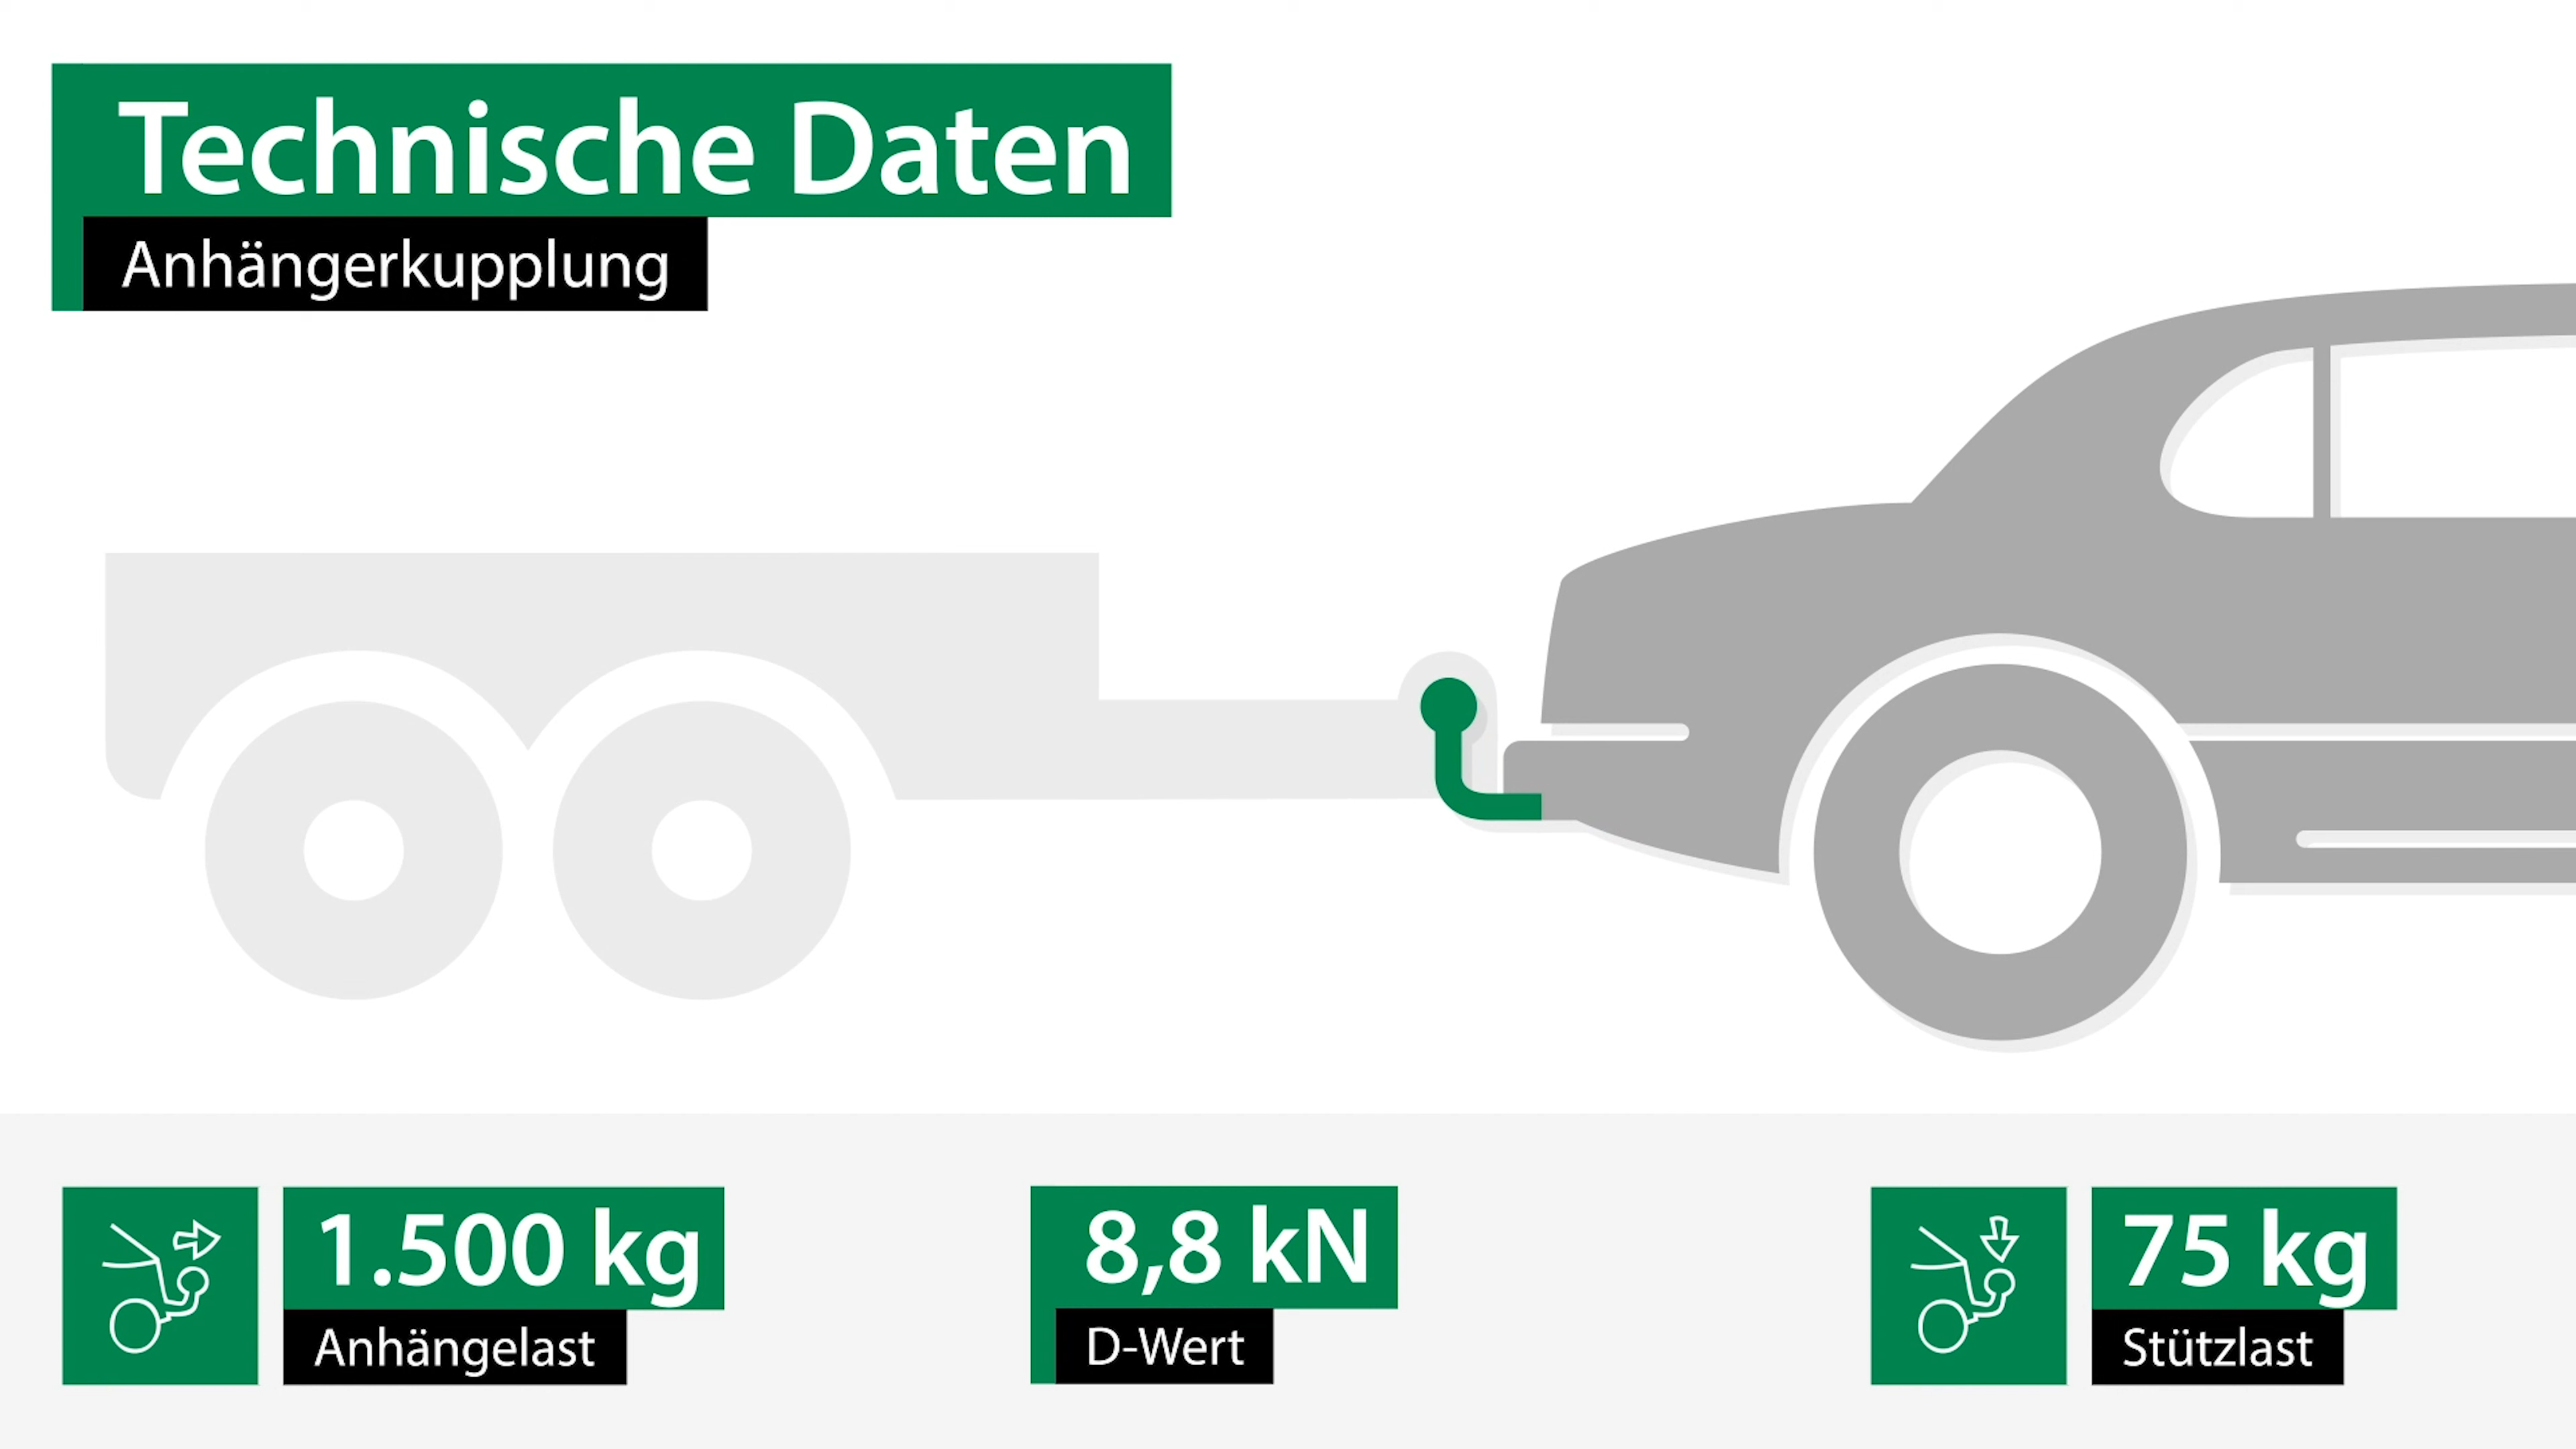 Technische Daten
Anhängerkupplung
1.500 kg
Anhängelast
8,8 kN
D-Wert
75 kg
Stützlast